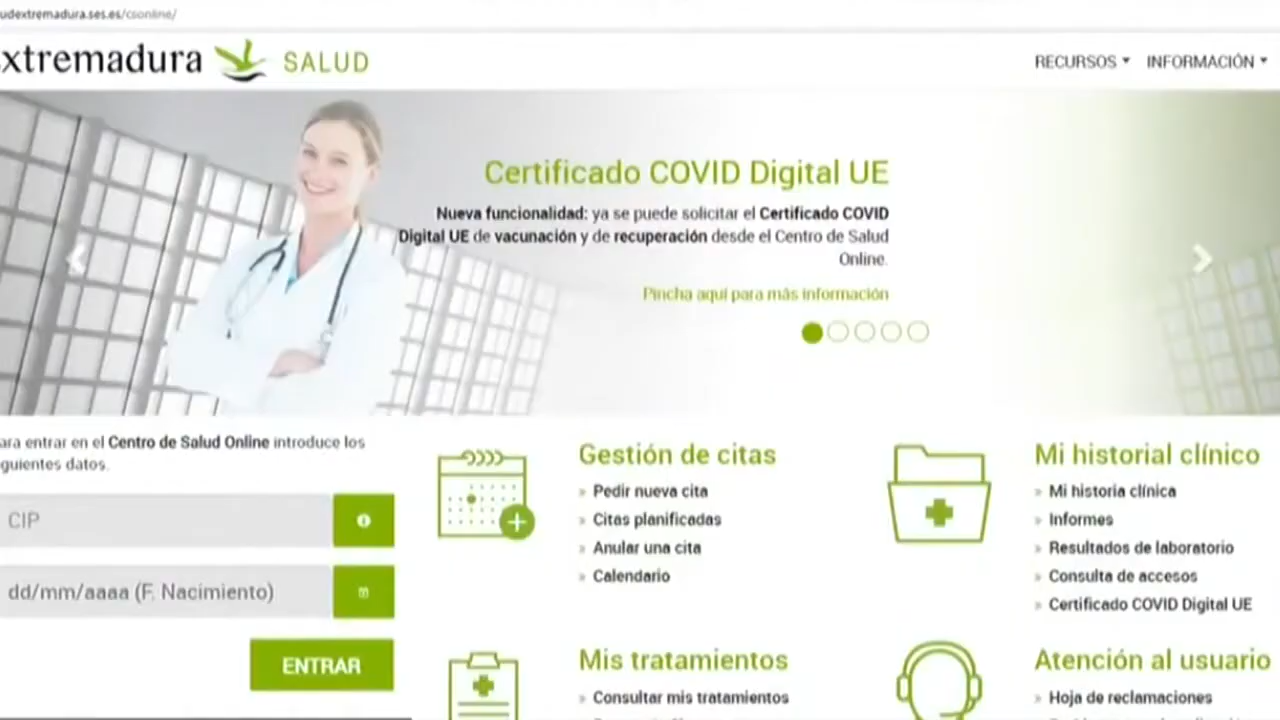 udextremadura.ses.es/csonline/
xtremadura SALUD
RECURSOS
INFORMACIÓN
Certificado COVID Digital UE
Nueva funcionalidad: ya se puede solicitar el Certificado COVID
Digital UE de vacunación y de recuperación desde el Centro de Salud
Online.
Pincha aquí para más información
ara entrar en el Centro de Salud Online introduce los
guientes datos.
CIP
dd/mm/aaaa (F. Nacimiento)
ENTRAR
Gestión de citas
» Pedir nueva cita
» Citas planificadas
» Anular una cita
» Calendario
Mi historial clínico
» Mi historia clínica
» Informes
» Resultados de laboratorio
» Consulta de accesos
» Certificado COVID Digital UE
Mis tratamientos
» Consultar mis tratamientos
Atención al usuario
» Hoja de reclamaciones